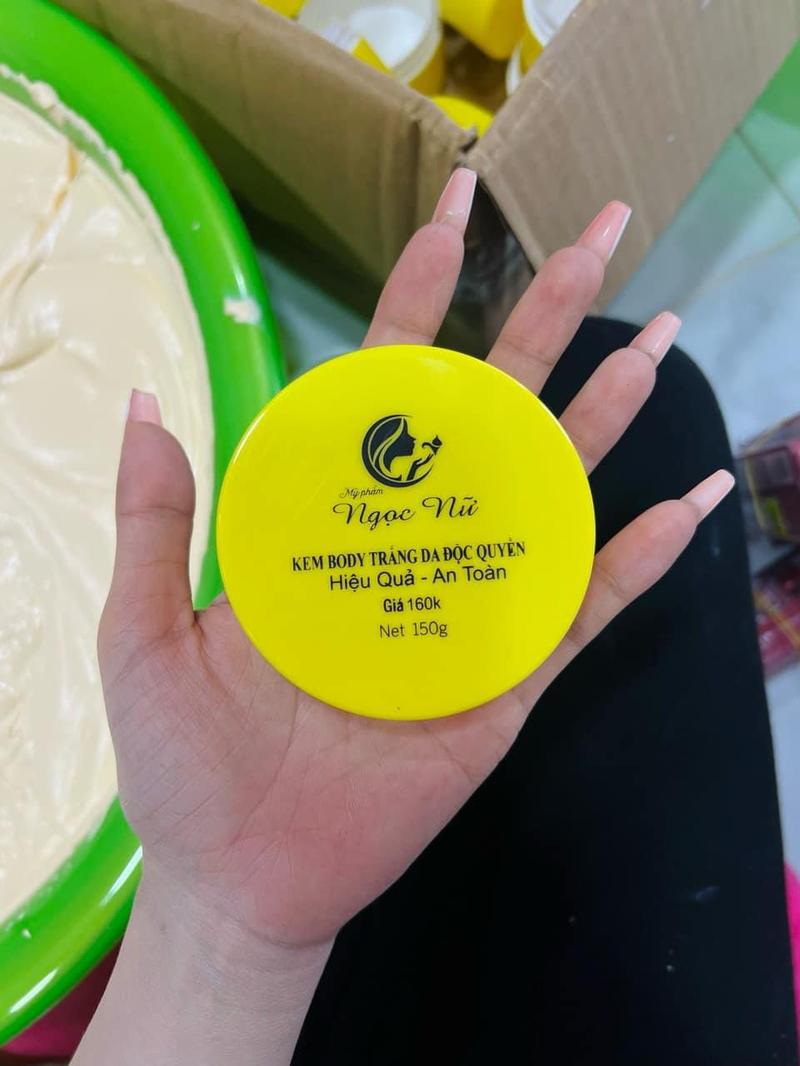 Mỹ phẩm
Ngọc Nữ
KEM BODY TRẮNG DA ĐỘC QUYỀN
Hiệu Quả - An Toàn
Giá 160k
Net 150g